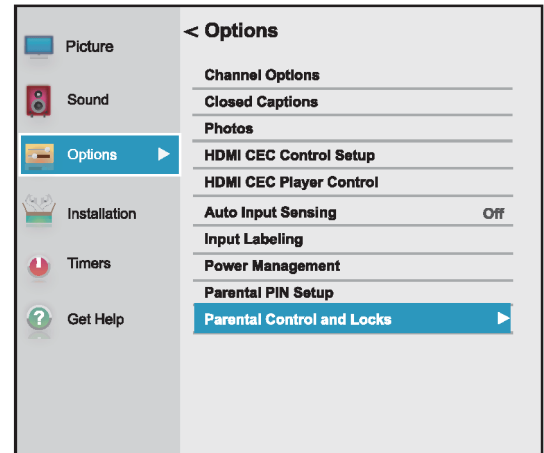 Picture
Sound
Options
Installation
Timers
Get Help
< Options
Channel Options
Closed Captions
Photos
HDMI CEC Control Setup
HDMI CEC Player Control
Auto Input Sensing Off
Input Labeling
Power Management
Parental PIN Setup
Parental Control and Locks